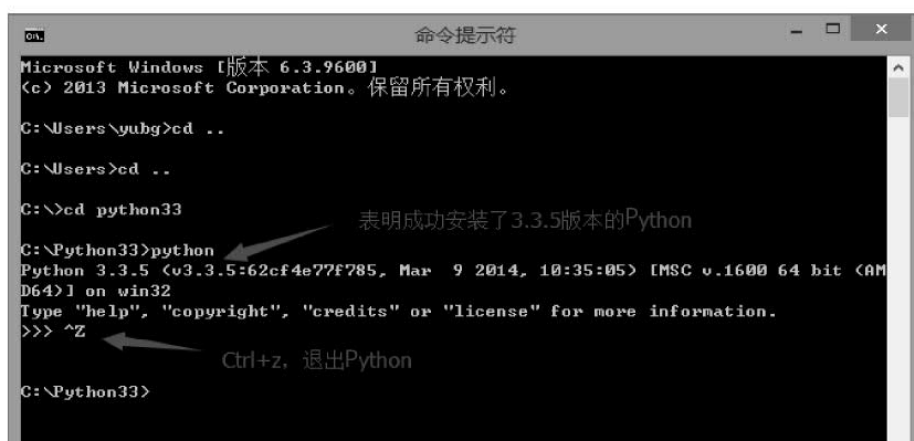 命令提示符
Microsoft Windows [版本 6.3.9600]
(c) 2013 Microsoft Corporation。保留所有权利。
C:\Users\yubg>cd ..
C:\Users>cd ..
C:\>cd python33
表明成功安装了3.3.5版本的Python
C:\Python33>python
Python 3.3.5 (v3.3.5:62cf4e77f785, Mar  9 2014, 10:35:05) [MSC v.1600 64 bit (AM
D64)] on win32
Type "help", "copyright", "credits" or "license" for more information.
>>> ^Z
Ctrl+z，退出Python
C:\Python33>